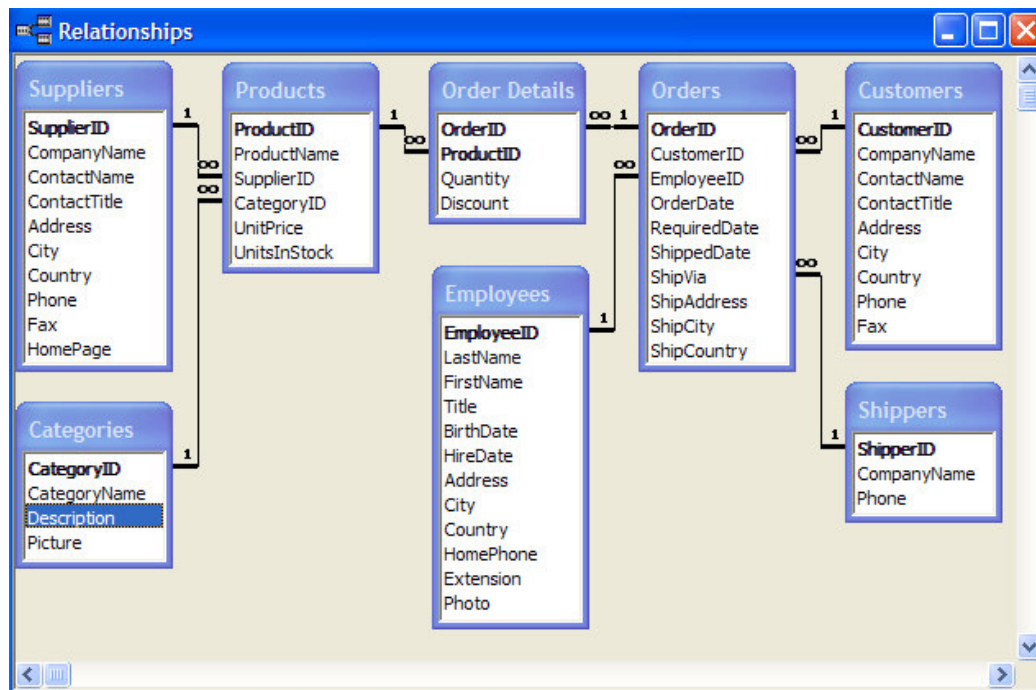 Relationships
Suppliers
SupplierID
CompanyName
ContactName
ContactTitle
Address
City
Country
Phone
Fax
HomePage
Products
ProductID
ProductName
SupplierID
CategoryID
UnitPrice
UnitsInStock
Order Details
OrderID
ProductID
Quantity
Discount
Orders
OrderID
CustomerID
EmployeeID
OrderDate
RequiredDate
ShippedDate
ShipVia
ShipAddress
ShipCity
ShipCountry
Customers
CustomerID
CompanyName
ContactName
ContactTitle
Address
City
Country
Phone
Fax
Categories
CategoryID
CategoryName
Description
Picture
Employees
EmployeeID
LastName
FirstName
Title
BirthDate
HireDate
Address
City
Country
HomePhone
Extension
Photo
Shippers
ShipperID
CompanyName
Phone
1
∞
∞
1
1
∞
∞ 1
∞
1
∞
1
∞
1